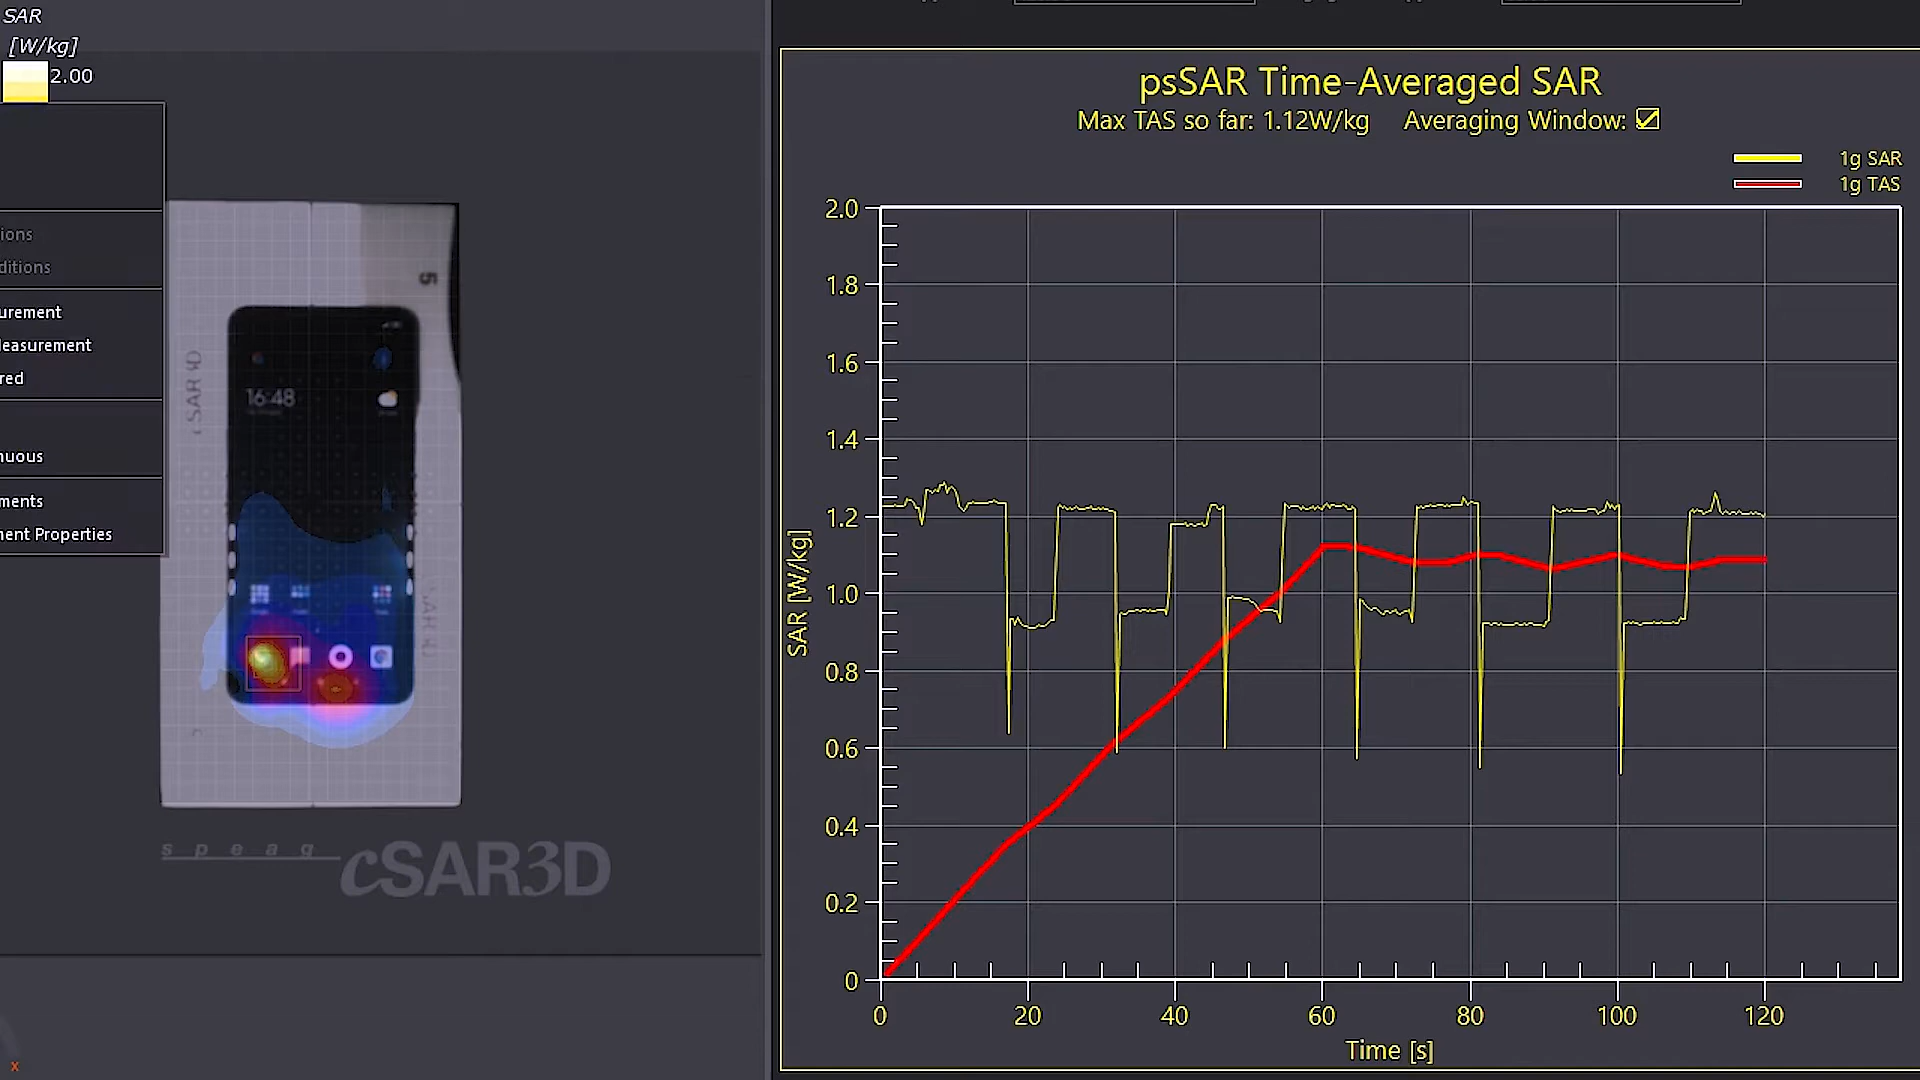 SAR
[W/kg]
2.00
ions
ditions
urement
leasurement
red
nuous
ments
nent Properties
5
cSAR3D
16:48
speag
cSAR3D
psSAR Time-Averaged SAR
Max TAS so far: 1.12W/kg Averaging Window:
1g SAR
1g TAS
2.0
1.8
1.6
1.4
1.2
1.0
0.8
0.6
0.4
0.2
0
SAR [W/kg]
0 20 40 60 80 100 120
Time [s]
x